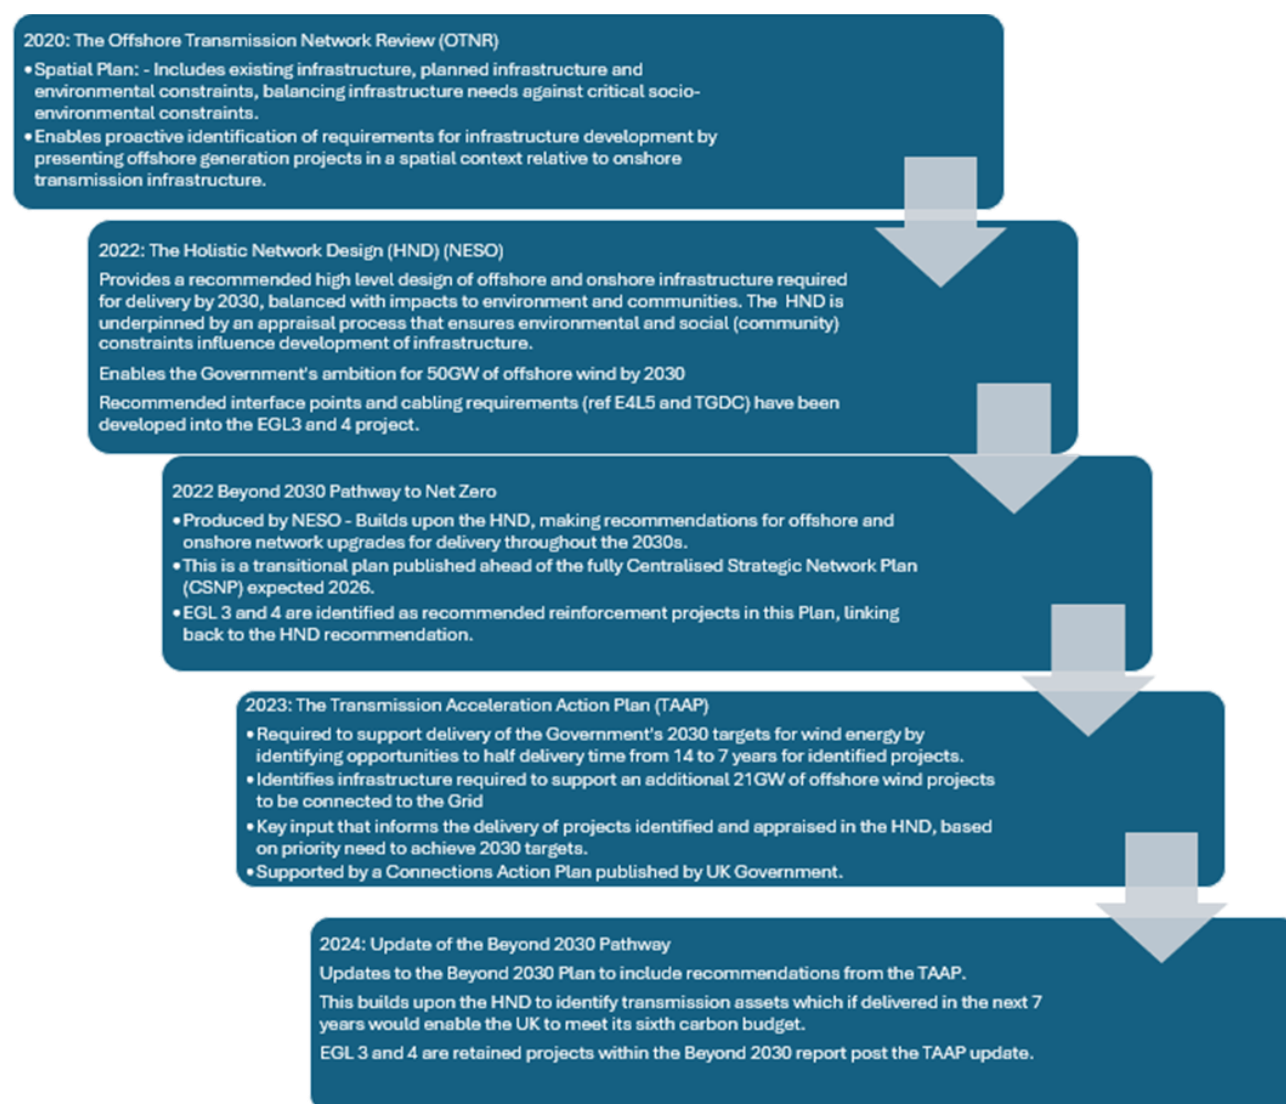 2020: The Offshore Transmission Network Review (OTNR)
•Spatial Plan: - Includes existing infrastructure, planned infrastructure and
environmental constraints, balancing infrastructure needs against critical socio-
environmental constraints.
•Enables proactive identification of requirements for infrastructure development by
presenting offshore generation projects in a spatial context relative to onshore
transmission infrastructure.
2022: The Holistic Network Design (HND) (NESO)
Provides a recommended high level design of offshore and onshore infrastructure required
for delivery by 2030, balanced with impacts to environment and communities. The HND is
underpinned by an appraisal process that ensures environmental and social (community)
constraints influence development of infrastructure.
Enables the Government's ambition for 50GW of offshore wind by 2030
Recommended interface points and cabling requirements (ref E4L5 and TGDC) have been
developed into the EGL3 and 4 project.
2022 Beyond 2030 Pathway to Net Zero
•Produced by NESO - Builds upon the HND, making recommendations for offshore and
onshore network upgrades for delivery throughout the 2030s.
•This is a transitional plan published ahead of the fully Centralised Strategic Network Plan
(CSNP) expected 2026.
•EGL 3 and 4 are identified as recommended reinforcement projects in this Plan, linking
back to the HND recommendation.
2023: The Transmission Acceleration Action Plan (TAAP)
•Required to support delivery of the Government's 2030 targets for wind energy by
identifying opportunities to half delivery time from 14 to 7 years for identified projects.
•Identifies infrastructure required to support an additional 21GW of offshore wind projects
to be connected to the Grid
•Key input that informs the delivery of projects identified and appraised in the HND, based
on priority need to achieve 2030 targets.
•Supported by a Connections Action Plan published by UK Government.
2024: Update of the Beyond 2030 Pathway
Updates to the Beyond 2030 Plan to include recommendations from the TAAP.
This builds upon the HND to identify transmission assets which if delivered in the next 7
years would enable the UK to meet its sixth carbon budget.
EGL 3 and 4 are retained projects within the Beyond 2030 report post the TAAP update.